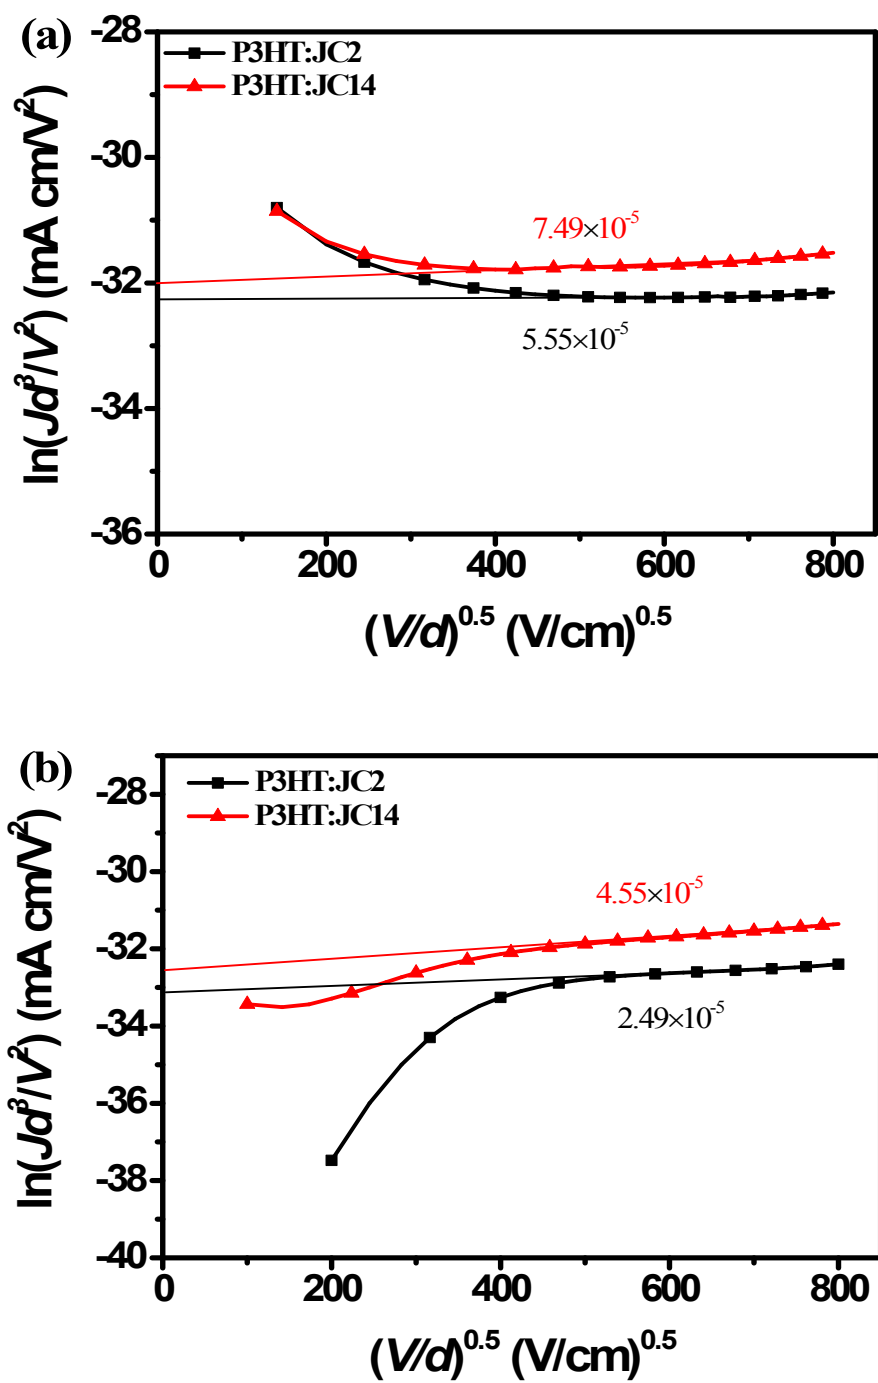 (a)
P3HT:JC2
P3HT:JC14
-28
-30
-32
-34
-36
ln(Jd³/V²) (mA cm/V²)
7.49×10⁻⁵
5.55×10⁻⁵
0 200 400 600 800
(V/d)⁰·⁵ (V/cm)⁰·⁵
(b)
P3HT:JC2
P3HT:JC14
-28
-30
-32
-34
-36
-38
-40
ln(Jd³/V²) (mA cm/V²)
4.55×10⁻⁵
2.49×10⁻⁵
0 200 400 600 800
(V/d)⁰·⁵ (V/cm)⁰·⁵